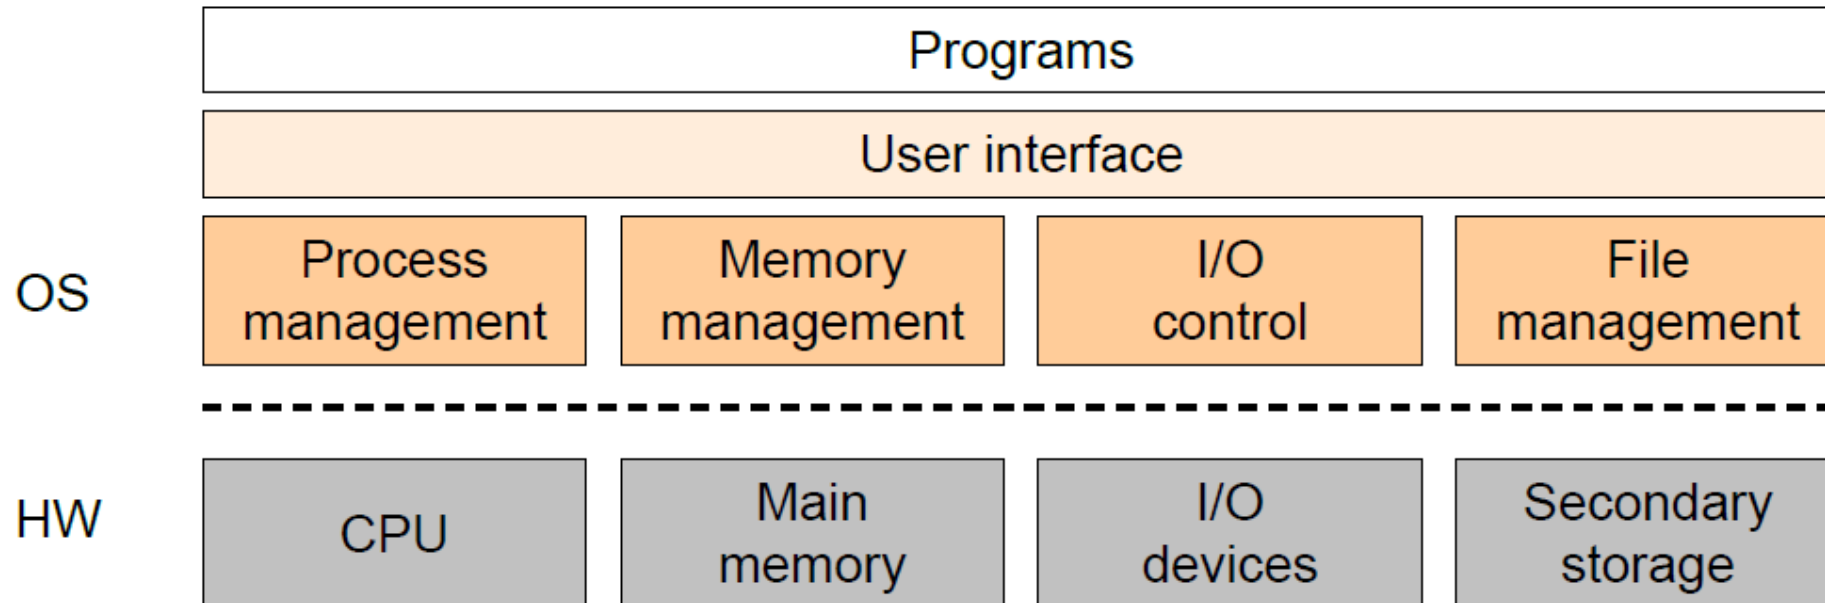 Programs
User interface
OS
Process
management
Memory
management
I/O
control
File
management
HW
CPU
Main
memory
I/O
devices
Secondary
storage